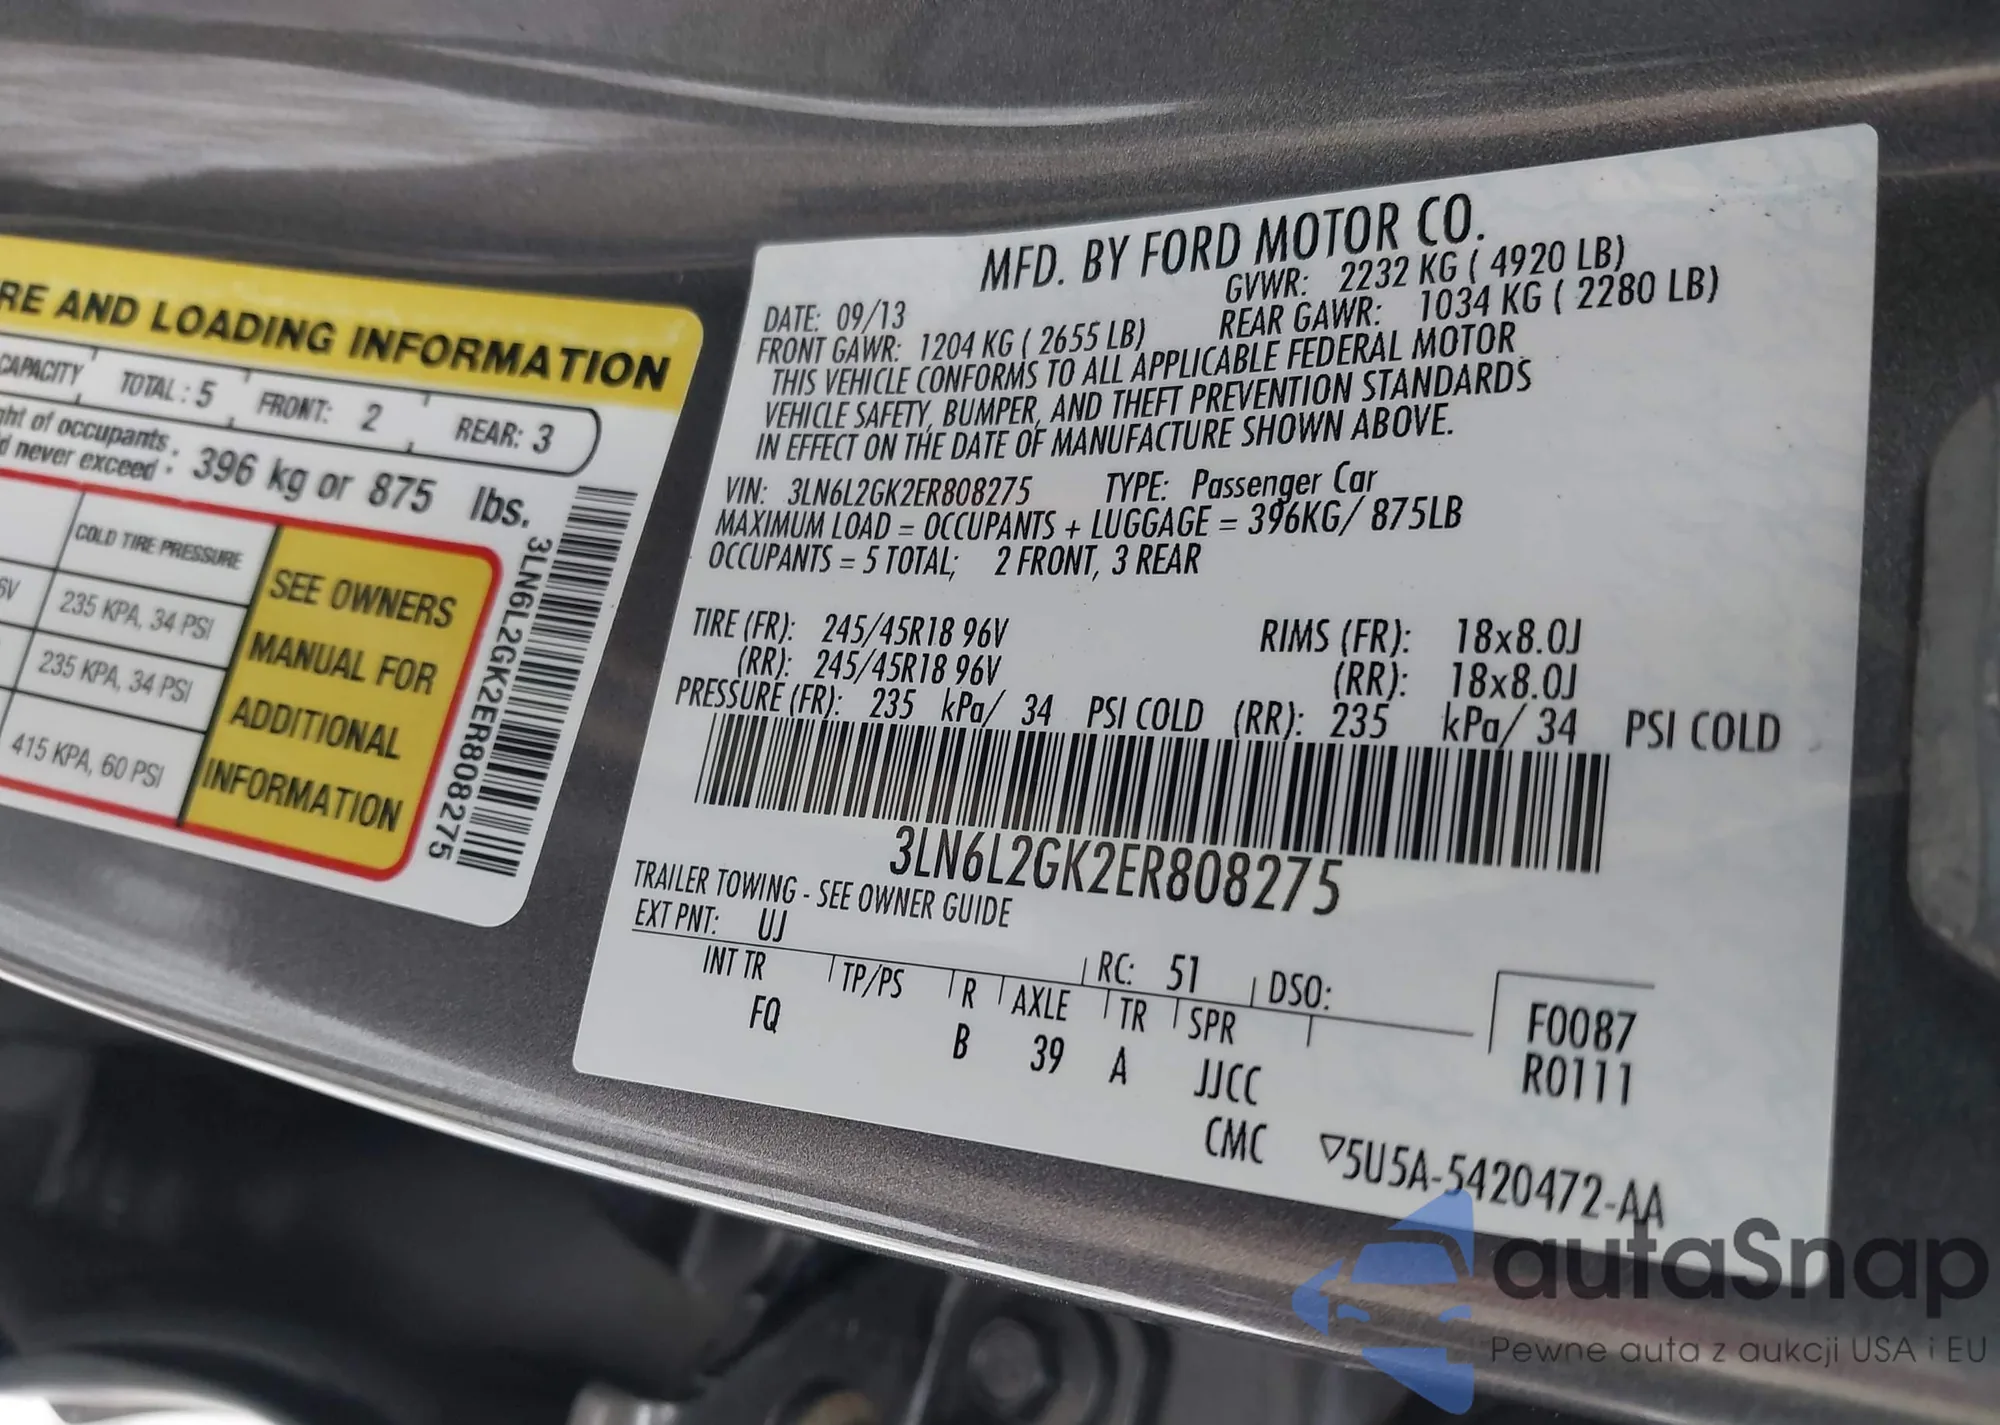 RE AND LOADING INFORMATION
CAPACITY TOTAL : 5 FRONT: 2 REAR: 3
ht of occupants
d never exceed : 396 kg or 875 lbs.
COLD TIRE PRESSURE
235 KPA, 34 PSI
235 KPA, 34 PSI
415 KPA, 60 PSI
SEE OWNERS
MANUAL FOR
ADDITIONAL
INFORMATION
3LN6L2GK2ER808275
MFD. BY FORD MOTOR CO.
DATE: 09/13 GVWR: 2232 KG ( 4920 LB)
FRONT GAWR: 1204 KG ( 2655 LB) REAR GAWR: 1034 KG ( 2280 LB)
THIS VEHICLE CONFORMS TO ALL APPLICABLE FEDERAL MOTOR
VEHICLE SAFETY, BUMPER, AND THEFT PREVENTION STANDARDS
IN EFFECT ON THE DATE OF MANUFACTURE SHOWN ABOVE.
VIN: 3LN6L2GK2ER808275 TYPE: Passenger Car
MAXIMUM LOAD = OCCUPANTS + LUGGAGE = 396KG/ 875LB
OCCUPANTS = 5 TOTAL; 2 FRONT, 3 REAR
TIRE (FR): 245/45R18 96V RIMS (FR): 18x8.0J
(RR): 245/45R18 96V (RR): 18x8.0J
PRESSURE (FR): 235 kPa/ 34 PSI COLD (RR): 235 kPa/ 34 PSI COLD
3LN6L2GK2ER808275
TRAILER TOWING - SEE OWNER GUIDE
EXT PNT: UJ RC: 51 DSO:
INT TR TP/PS R AXLE TR SPR F0087
FQ B 39 A JJCC R0111
CMC ▽5U5A-5420472-AA
autaSnap
Pewne auta z aukcji USA i EU